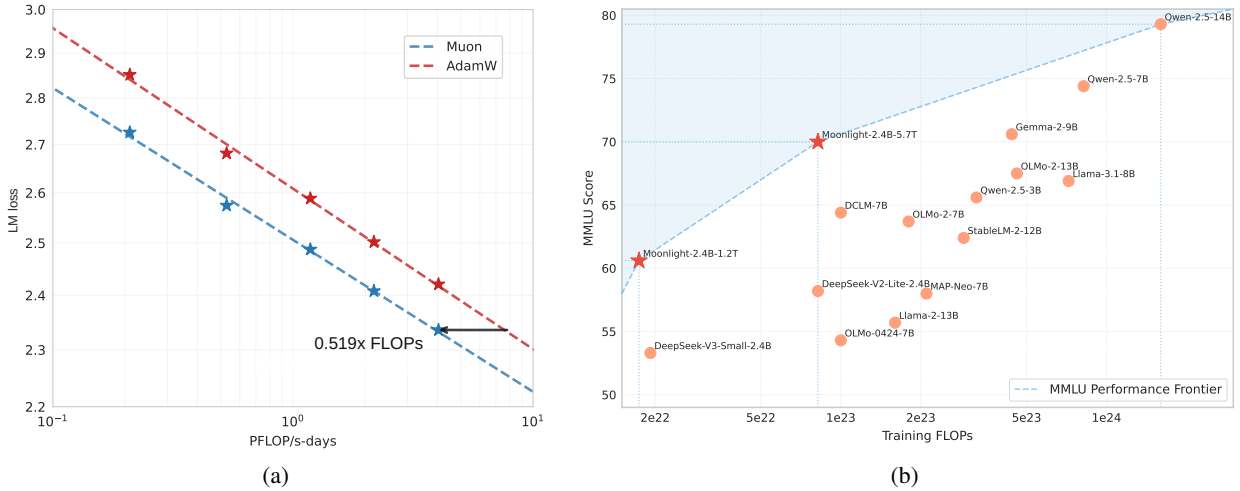 3.0
2.9
2.8
2.7
2.6
2.5
2.4
2.3
2.2
LM loss
Muon
AdamW
0.519x FLOPs
10⁻¹
10⁰
10¹
PFLOP/s-days
(a)
80
75
70
65
60
55
50
MMLU Score
Qwen-2.5-14B
Qwen-2.5-7B
Gemma-2-9B
Moonlight-2.4B-5.7T
OLMo-2-13B
Llama-3.1-8B
Qwen-2.5-3B
DCLM-7B
OLMo-2-7B
StableLM-2-12B
Moonlight-2.4B-1.2T
DeepSeek-V2-Lite-2.4B
MAP-Neo-7B
Llama-2-13B
OLMo-0424-7B
DeepSeek-V3-Small-2.4B
MMLU Performance Frontier
2e22
5e22
1e23
2e23
5e23
1e24
Training FLOPs
(b)